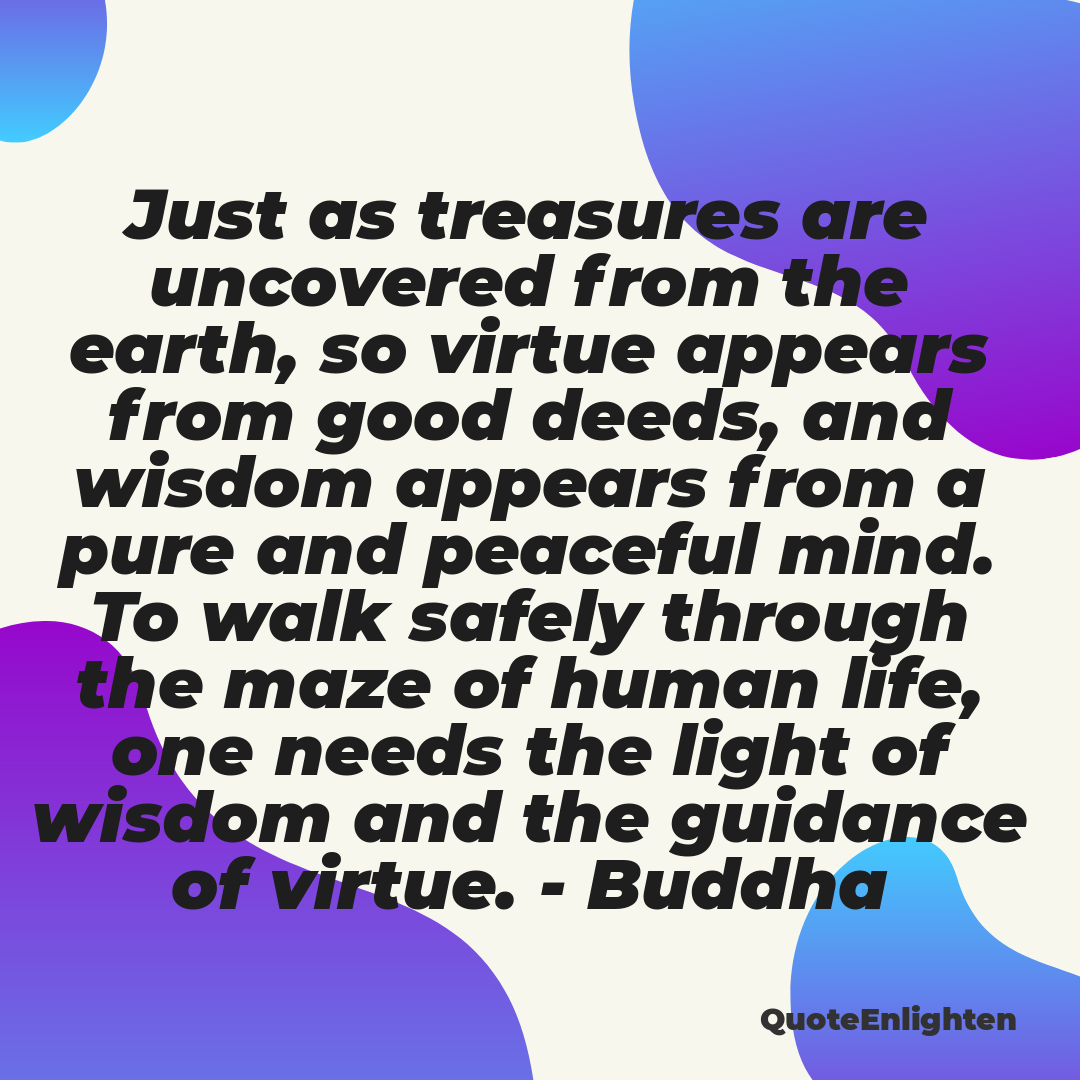 Just as treasures are
uncovered from the
earth, so virtue appears
from good deeds, and
wisdom appears from a
pure and peaceful mind.
To walk safely through
the maze of human life,
one needs the light of
wisdom and the guidance
of virtue. - Buddha
QuoteEnlighten